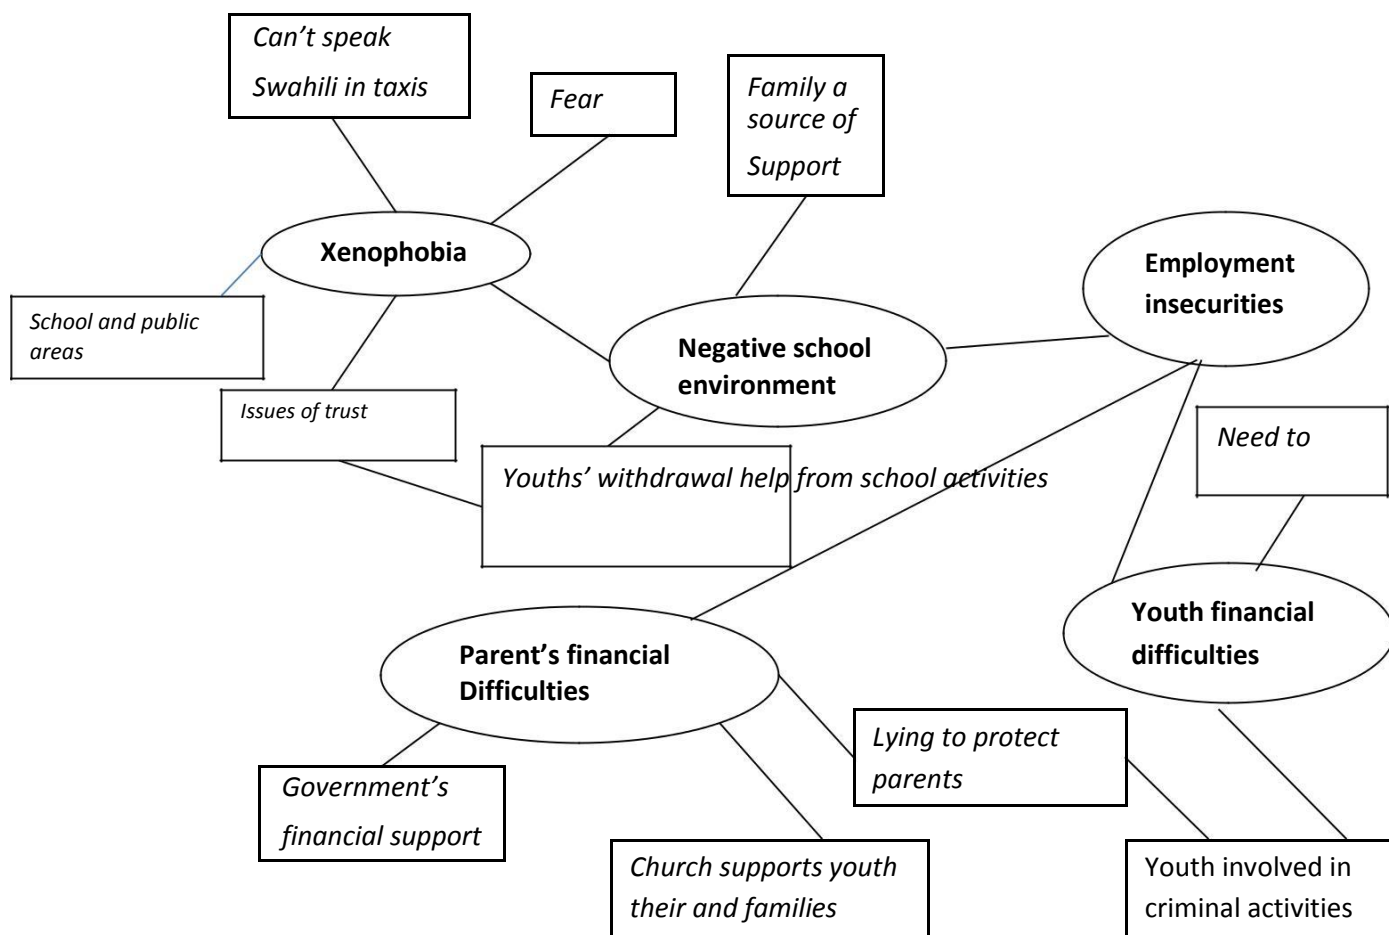 Can’t speak
Swahili in taxis
Fear
Family a
source of
Support
Xenophobia
Employment
insecurities
School and public
areas
Negative school
environment
Issues of trust
Need to
Youths’ withdrawal help from school activities
Youth financial
difficulties
Parent’s financial
Difficulties
Lying to protect
parents
Government’s
financial support
Church supports youth
their and families
Youth involved in
criminal activities